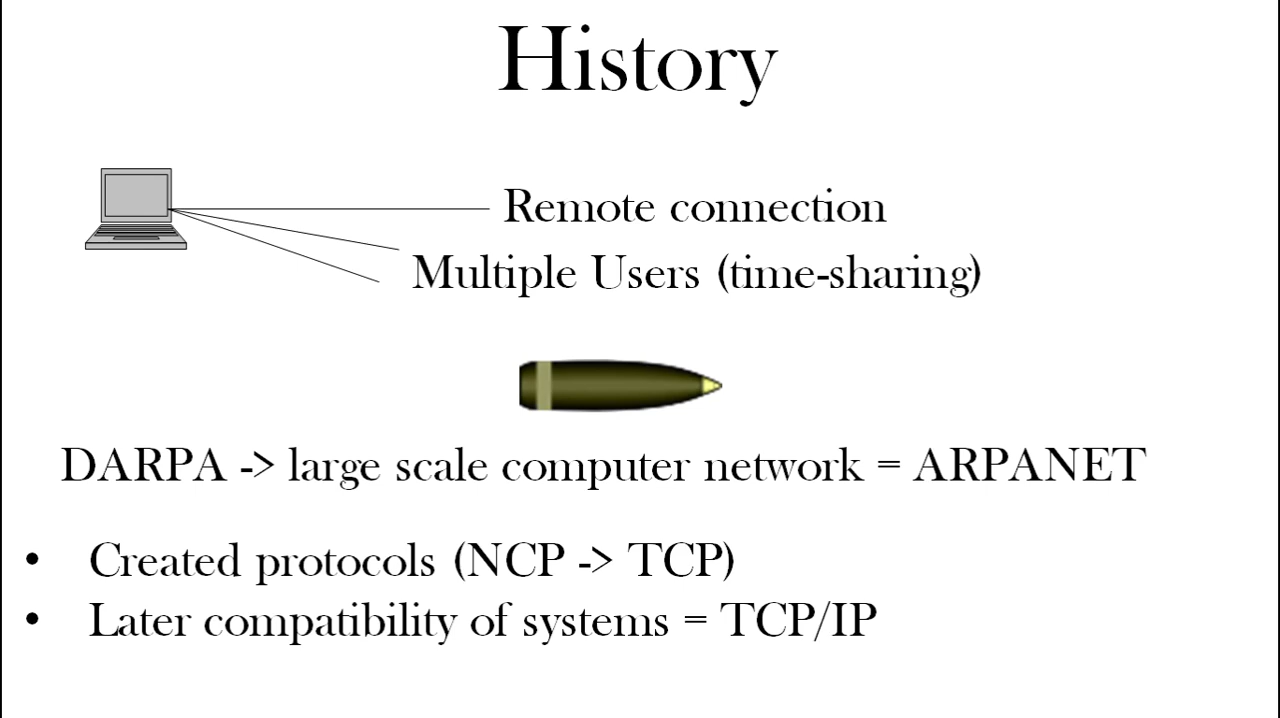 History
Remote connection
Multiple Users (time-sharing)
DARPA -> large scale computer network = ARPANET
• Created protocols (NCP -> TCP)
• Later compatibility of systems = TCP/IP